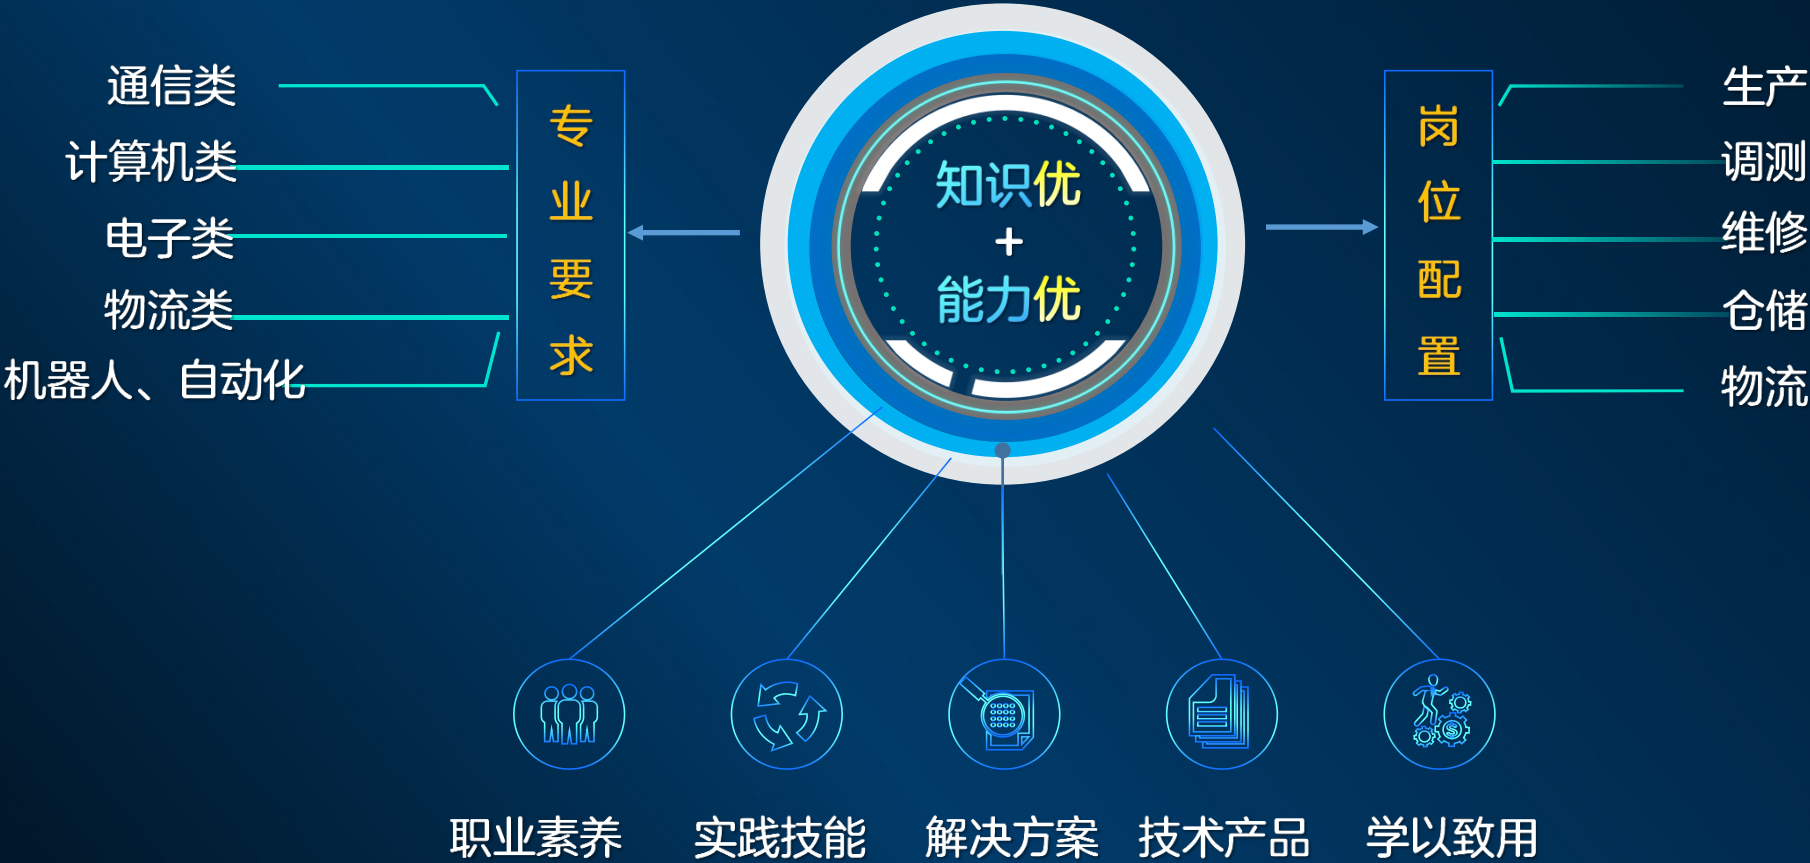 通信类
计算机类
电子类
物流类
机器人、自动化
专业要求
知识优
+
能力优
岗位配置
生产
调测
维修
仓储
物流
职业素养
实践技能
解决方案
技术产品
学以致用